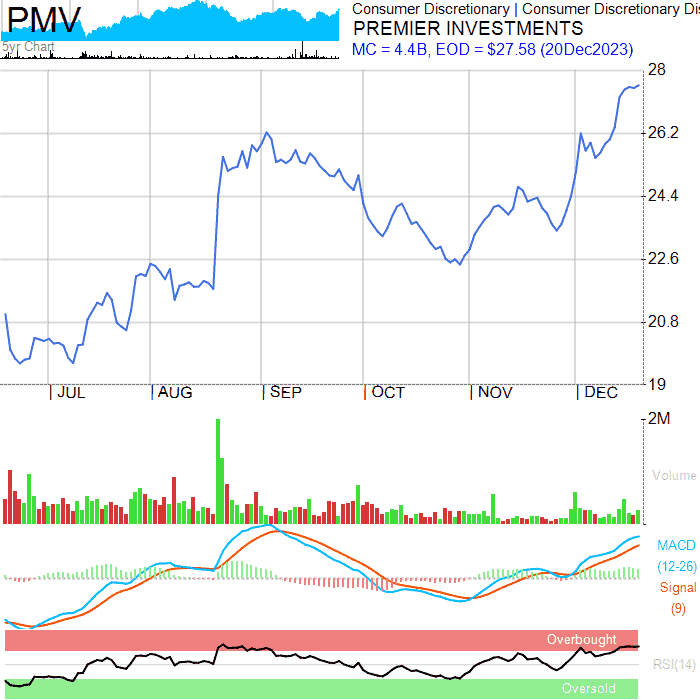 PMV
5yr Chart
Consumer Discretionary | Consumer Discretionary Dis
PREMIER INVESTMENTS
MC = 4.4B, EOD = $27.58 (20Dec2023)
28
26.2
24.4
22.6
20.8
19
JUL AUG SEP OCT NOV DEC
2M
Volume
MACD
(12-26)
Signal
(9)
Overbought
RSI(14)
Oversold